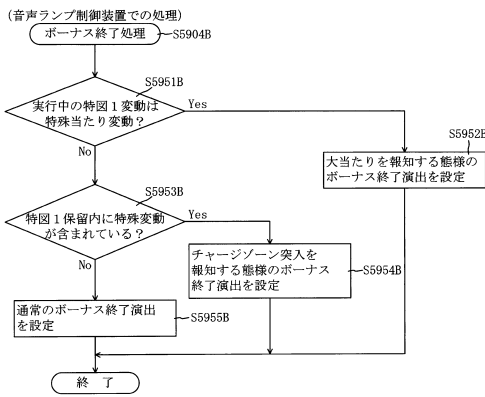 (音声ランプ制御装置での処理)
ボーナス終了処理
S5904B
S5951B
実行中の特図1変動は
特殊当たり変動?
Yes
No
S5952B
大当たりを報知する態様の
ボーナス終了演出を設定
S5953B
特図1保留内に特殊変動
が含まれている?
Yes
No
チャージゾーン突入を
報知する態様のボーナス
終了演出を設定
S5954B
通常のボーナス終了演出
を設定
S5955B
終 了